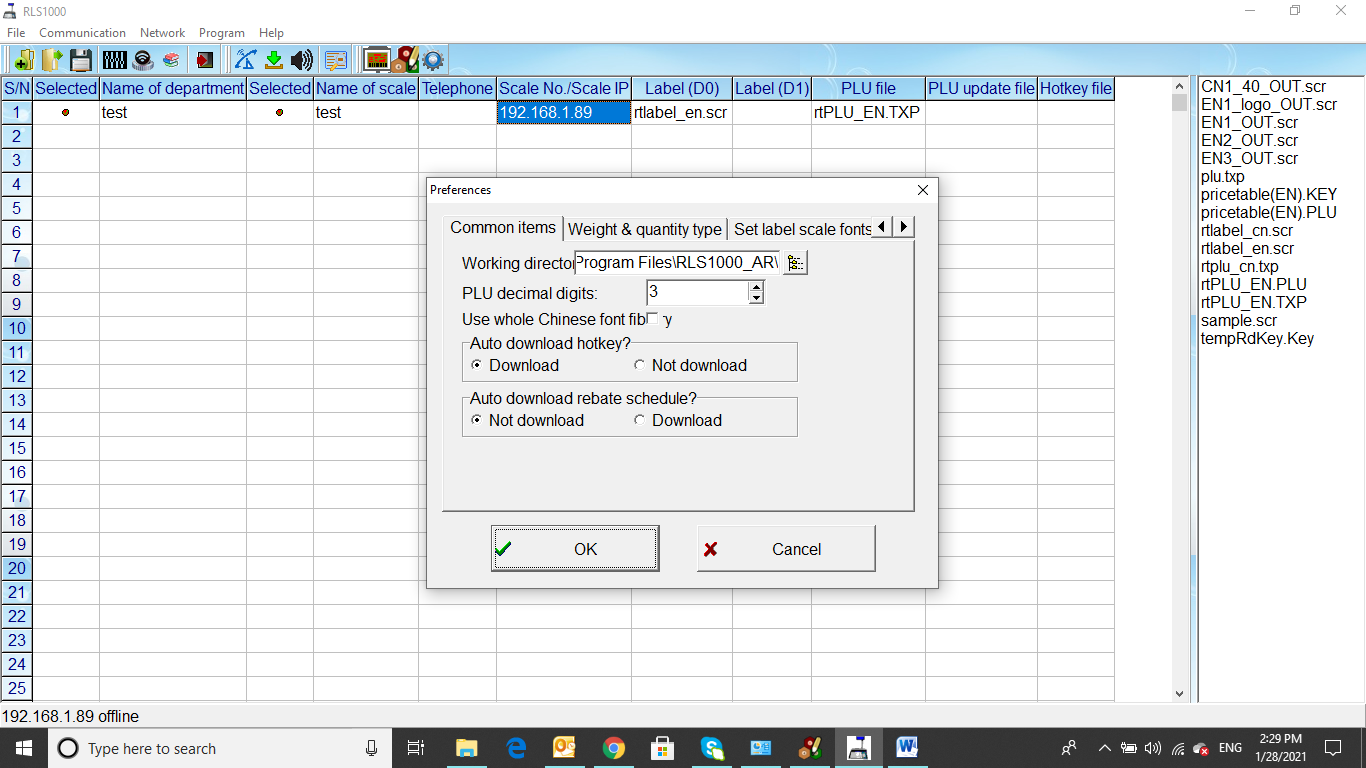 RLS1000
File Communication Network Program Help
S/N Selected Name of department Selected Name of scale Telephone Scale No./Scale IP Label (D0) Label (D1) PLU file PLU update file Hotkey file
1 test test 192.168.1.89 rtlabel_en.scr rtPLU_EN.TXP
2
3
4
5
6
7
8
9
10
11
12
13
14
15
16
17
18
19
20
21
22
23
24
25
CN1_40_OUT.scr
EN1_logo_OUT.scr
EN1_OUT.scr
EN2_OUT.scr
EN3_OUT.scr
plu.txp
pricetable(EN).KEY
pricetable(EN).PLU
rtlabel_cn.scr
rtlabel_en.scr
rtplu_cn.txp
rtPLU_EN.PLU
rtPLU_EN.TXP
sample.scr
tempRdKey.Key
Preferences
Common items Weight & quantity type Set label scale fonts
Working director Program Files\RLS1000_AR\
PLU decimal digits: 3
Use whole Chinese font fib y
Auto download hotkey?
Download Not download
Auto download rebate schedule?
Not download Download
OK Cancel
192.168.1.89 offline
Type here to search
ENG
2:29 PM
1/28/2021